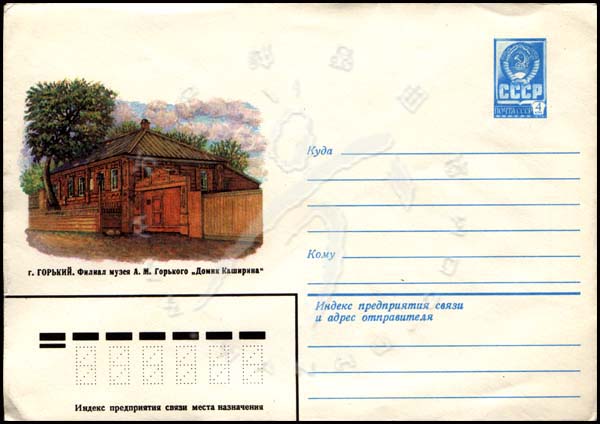 СССР
ПОЧТА СССР
4
г. ГОРЬКИЙ. Филиал музея А. М. Горького „Домик Каширина"
Куда
Кому
Индекс предприятия связи
и адрес отправителя
Индекс предприятия связи места назначения